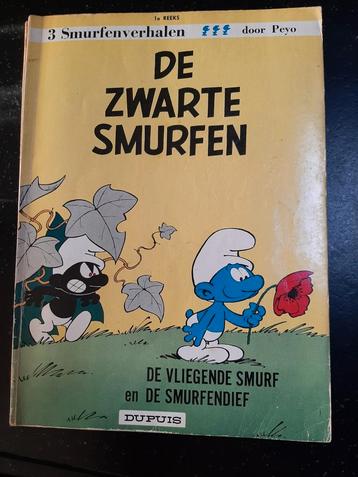 1e REEKS
3 Smurfenverhalen door Peyo
DE
ZWARTE
SMURFEN
DE VLIEGENDE SMURF
en DE SMURFENDIEF
DUPUIS